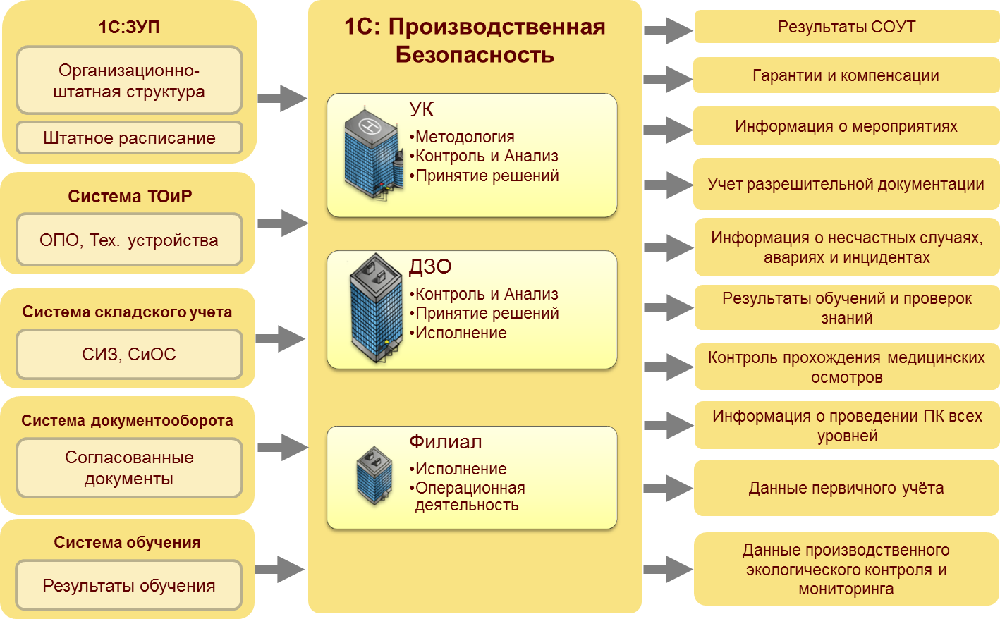 1С:ЗУП
Организационно-
штатная структура
Штатное расписание
Система ТОиР
ОПО, Тех. устройства
Система складского учета
СИЗ, СиОС
Система документооборота
Согласованные
документы
Система обучения
Результаты обучения
1С: Производственная
Безопасность
УК
•Методология
•Контроль и Анализ
•Принятие решений
ДЗО
•Контроль и Анализ
•Принятие решений
•Исполнение
Филиал
•Исполнение
•Операционная
деятельность
Результаты СОУТ
Гарантии и компенсации
Информация о мероприятиях
Учет разрешительной документации
Информация о несчастных случаях,
авариях и инцидентах
Результаты обучений и проверок
знаний
Контроль прохождения медицинских
осмотров
Информация о проведении ПК всех
уровней
Данные первичного учёта
Данные производственного
экологического контроля и
мониторинга